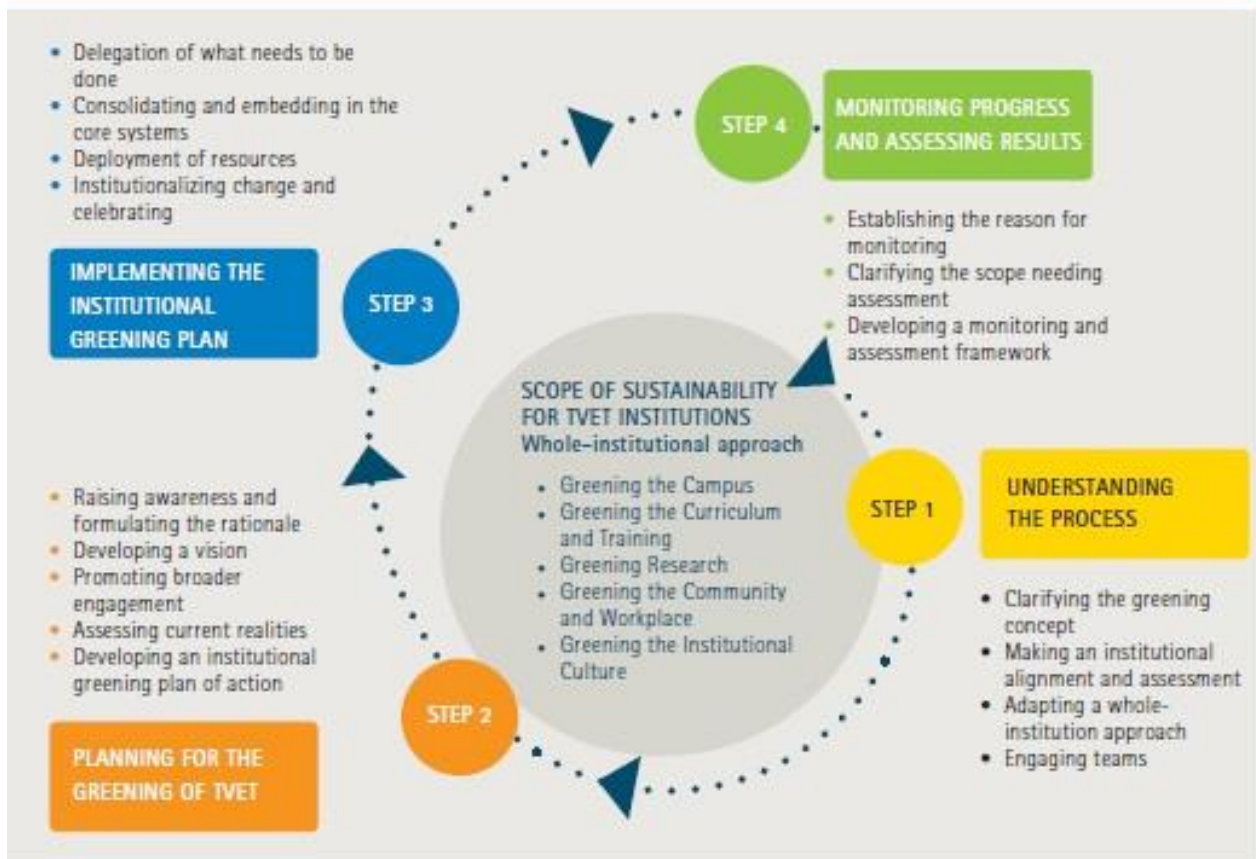 • Delegation of what needs to be
done
• Consolidating and embedding in the
core systems
• Deployment of resources
• Institutionalizing change and
celebrating
IMPLEMENTING THE
INSTITUTIONAL
GREENING PLAN
STEP 3
STEP 4
MONITORING PROGRESS
AND ASSESSING RESULTS
• Establishing the reason for
monitoring
• Clarifying the scope needing
assessment
• Developing a monitoring and
assessment framework
SCOPE OF SUSTAINABILITY
FOR TVET INSTITUTIONS
Whole-institutional approach
• Greening the Campus
• Greening the Curriculum
and Training
• Greening Research
• Greening the Community
and Workplace
• Greening the Institutional
Culture
STEP 1
UNDERSTANDING
THE PROCESS
• Clarifying the greening
concept
• Making an institutional
alignment and assessment
• Adapting a whole-
institution approach
• Engaging teams
• Raising awareness and
formulating the rationale
• Developing a vision
• Promoting broader
engagement
• Assessing current realities
• Developing an institutional
greening plan of action
STEP 2
PLANNING FOR THE
GREENING OF TVET